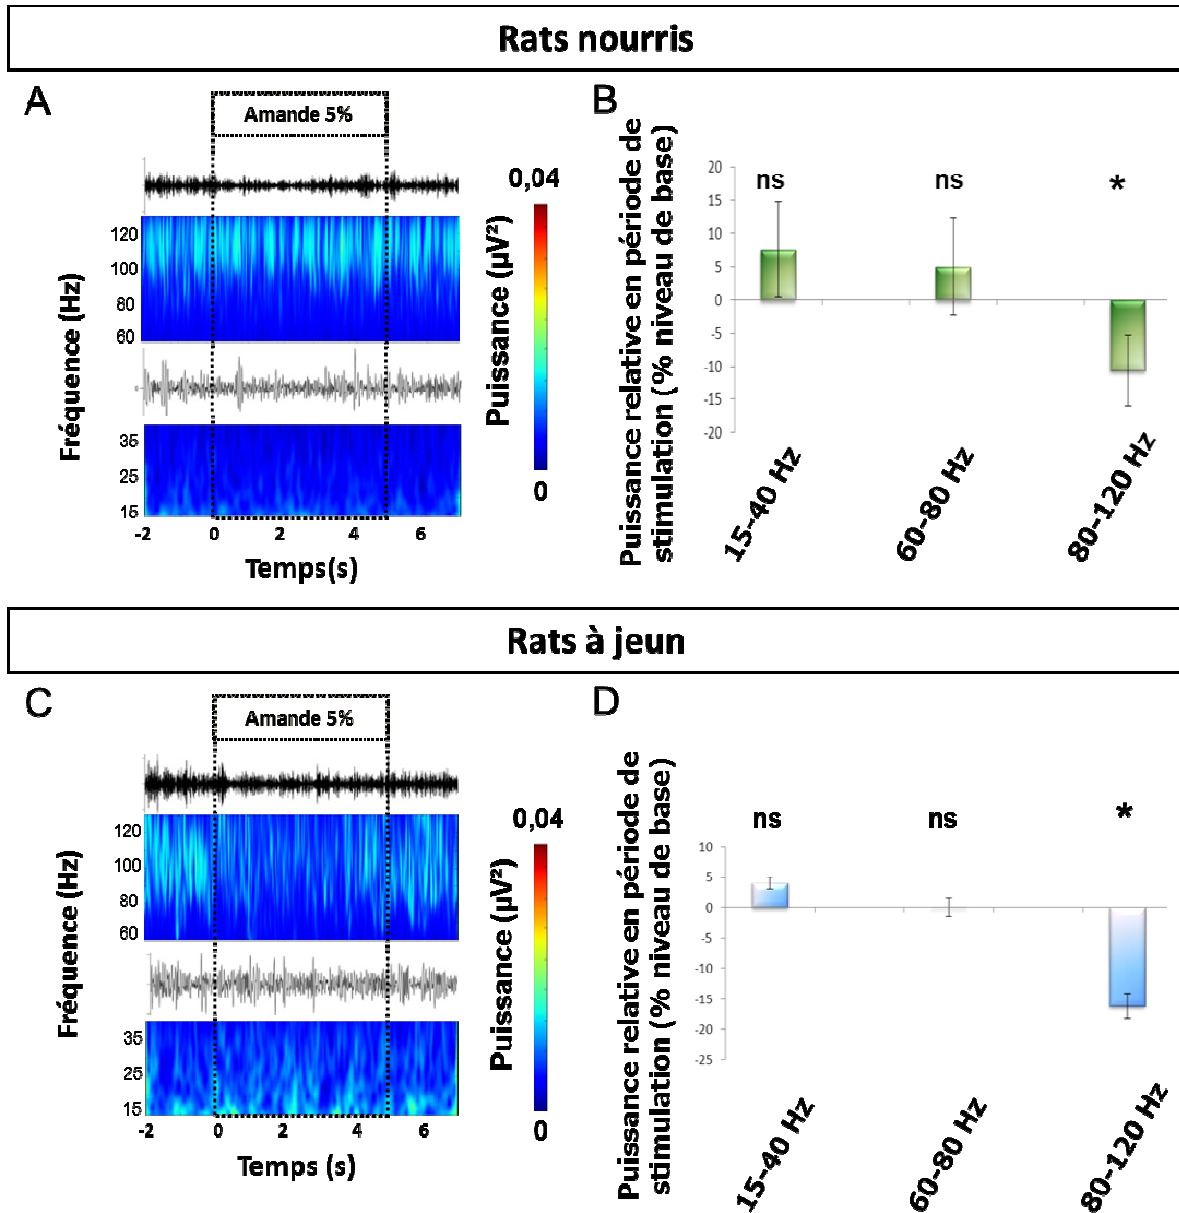 Rats nourris
A
Amande 5%
120
100
80
60
35
25
15
Fréquence (Hz)
-2 0 2 4 6
Temps(s)
0,04
Puissance (µV²)
0
B
Puissance relative en période de
stimulation (% niveau de base)
20
15
10
5
0
-5
-10
-15
-20
ns ns *
15-40 Hz 60-80 Hz 80-120 Hz
Rats à jeun
C
Amande 5%
120
100
80
60
35
25
15
Fréquence (Hz)
-2 0 2 4 6
Temps (s)
0,04
Puissance (µV²)
0
D
Puissance relative en période de
stimulation (% niveau de base)
10
5
0
-5
-10
-15
-20
-25
ns ns *
15-40 Hz 60-80 Hz 80-120 Hz